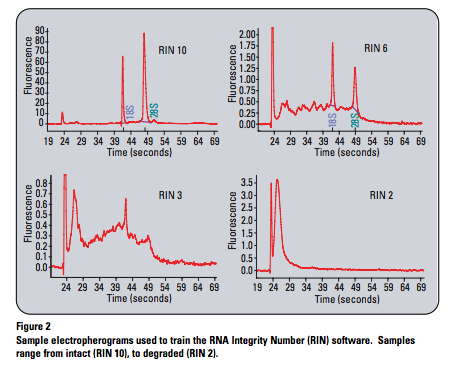 90
80
70
60
50
40
30
20
10
0
Fluorescence
RIN 10
18S
28S
19 24 29 34 39 44 49 54 59 64 69
Time (seconds)
2.00
1.75
1.50
1.25
1.00
0.75
0.50
0.25
0.00
Fluorescence
RIN 6
18S
28S
24 29 34 39 44 49 54 59 64 69
Time (seconds)
0.8
0.7
0.6
0.5
0.4
0.3
0.2
0.1
0.0
Fluorescence
RIN 3
24 29 34 39 44 49 54 59 64 69
Time (seconds)
3.5
3.0
2.5
2.0
1.5
1.0
0.5
0.0
Fluorescence
RIN 2
19 24 29 34 39 44 49 54 59 64 69
Time (seconds)
Figure 2
Sample electropherograms used to train the RNA Integrity Number (RIN) software. Samples
range from intact (RIN 10), to degraded (RIN 2).